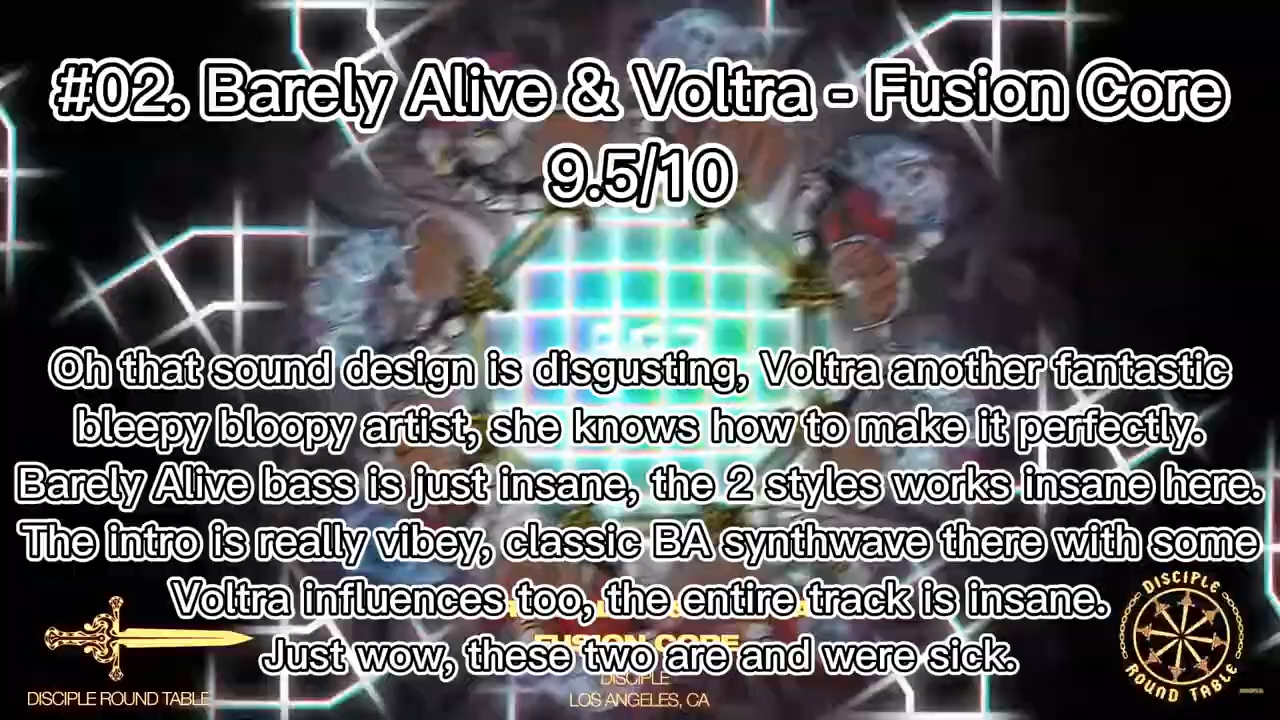 #02. Barely Alive & Voltra - Fusion Core
9.5/10
Oh that sound design is disgusting, Voltra another fantastic
bleepy bloopy artist, she knows how to make it perfectly.
Barely Alive bass is just insane, the 2 styles works insane here.
The intro is really vibey, classic BA synthwave there with some
Voltra influences too, the entire track is insane.
FUSION CORE
Just wow, these two are and were sick.
DISCIPLE
LOS ANGELES, CA
DISCIPLE ROUND TABLE
DISCIPLE
ROUND TABLE